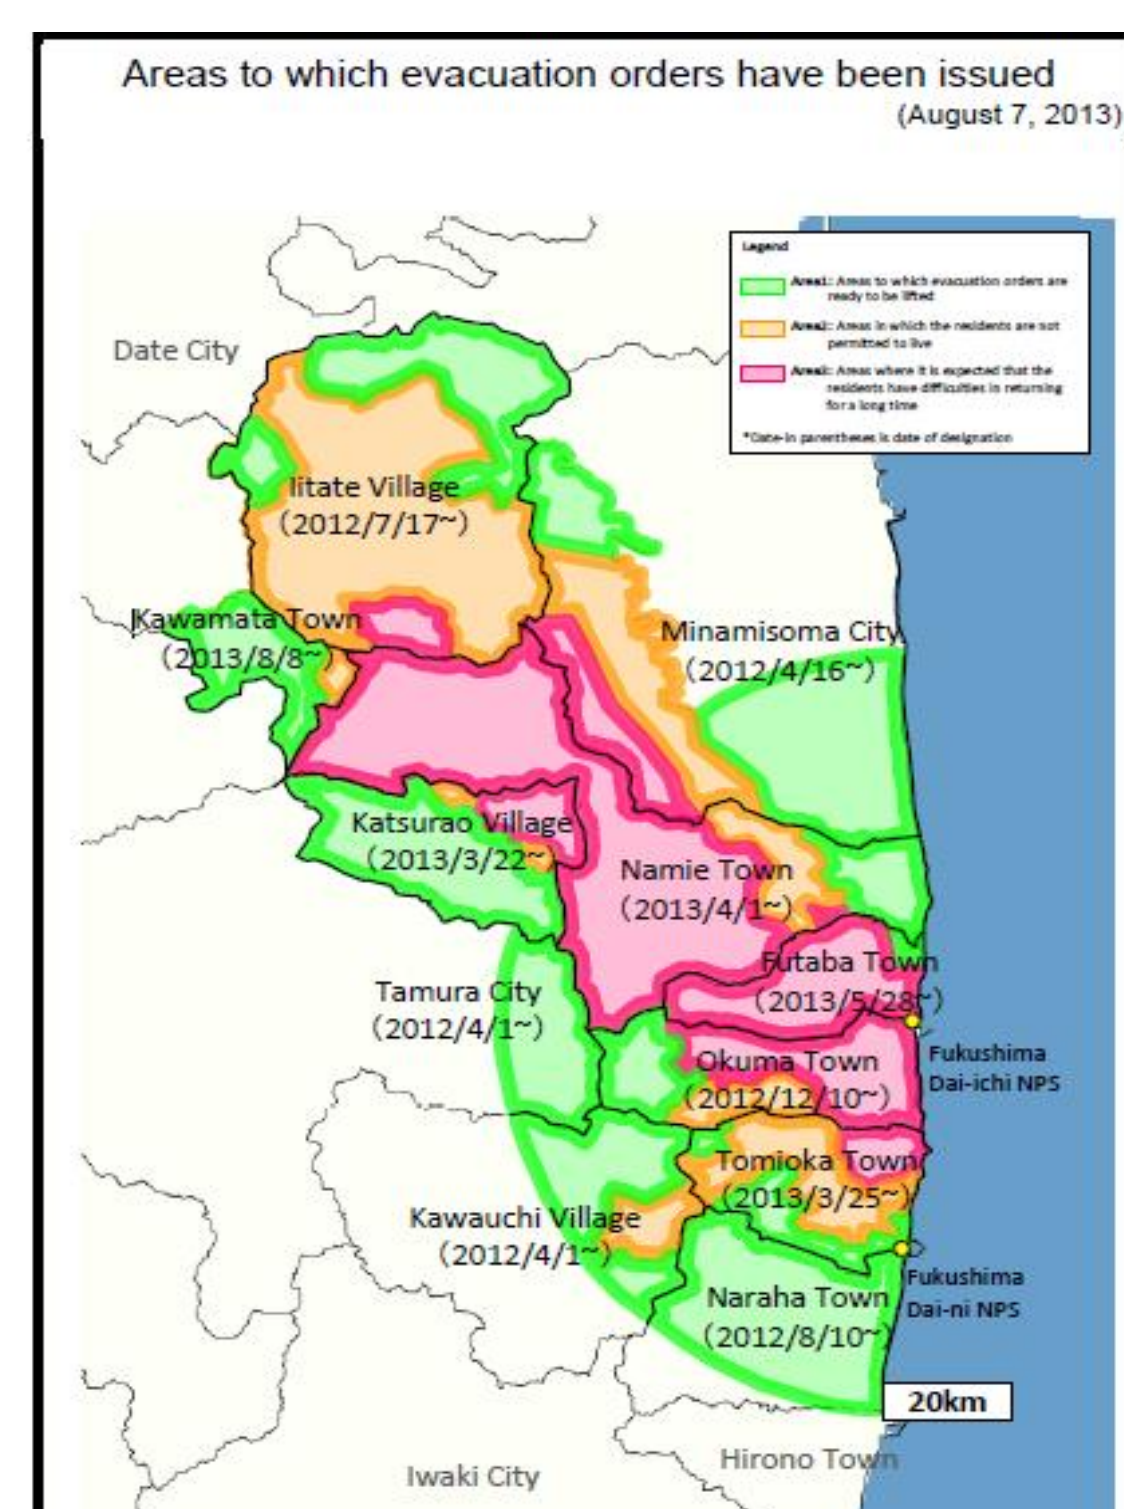 Areas to which evacuation orders have been issued
(August 7, 2013)
Legend
Area1: Areas to which evacuation orders are
ready to be lifted
Area2: Areas in which the residents are not
permitted to live
Area3: Areas where it is expected that the
residents have difficulties in returning
for a long time
*Date-in parentheses is date of designation
Date City
Iitate Village
(2012/7/17~)
Kawamata Town
(2013/8/8~)
Minamisoma City
(2012/4/16~)
Katsurao Village
(2013/3/22~)
Namie Town
(2013/4/1~)
Futaba Town
(2013/5/28~)
Tamura City
(2012/4/1~)
Okuma Town
(2012/12/10~)
Fukushima
Dai-ichi NPS
Tomioka Town
(2013/3/25~)
Kawauchi Village
(2012/4/1~)
Fukushima
Dai-ni NPS
Naraha Town
(2012/8/10~)
20km
Hirono Town
Iwaki City